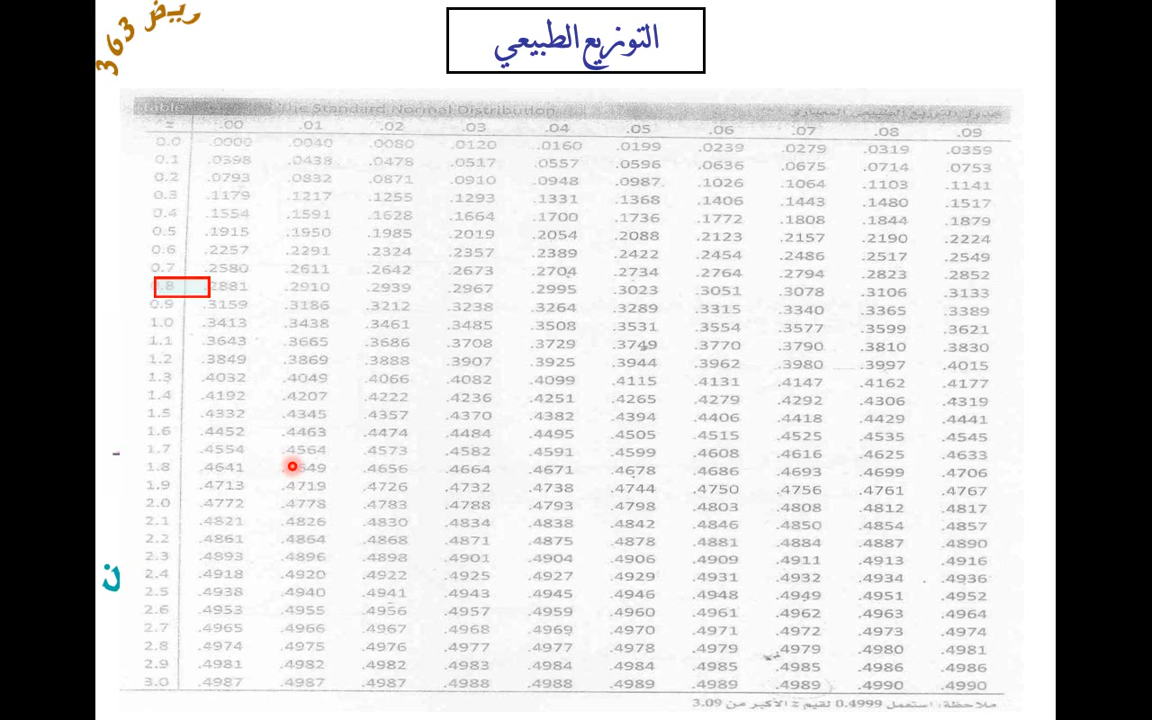 ريض 363
التوزيع الطبيعي
Table The Standard Normal Distribution
z .00 .01 .02 .03 .04 .05 .06 .07 .08 .09
0.0 .0000 .0040 .0080 .0120 .0160 .0199 .0239 .0279 .0319 .0359
0.1 .0398 .0438 .0478 .0517 .0557 .0596 .0636 .0675 .0714 .0753
0.2 .0793 .0832 .0871 .0910 .0948 .0987 .1026 .1064 .1103 .1141
0.3 .1179 .1217 .1255 .1293 .1331 .1368 .1406 .1443 .1480 .1517
0.4 .1554 .1591 .1628 .1664 .1700 .1736 .1772 .1808 .1844 .1879
0.5 .1915 .1950 .1985 .2019 .2054 .2088 .2123 .2157 .2190 .2224
0.6 .2257 .2291 .2324 .2357 .2389 .2422 .2454 .2486 .2517 .2549
0.7 .2580 .2611 .2642 .2673 .2704 .2734 .2764 .2794 .2823 .2852
.8 .2881 .2910 .2939 .2967 .2995 .3023 .3051 .3078 .3106 .3133
0.9 .3159 .3186 .3212 .3238 .3264 .3289 .3315 .3340 .3365 .3389
1.0 .3413 .3438 .3461 .3485 .3508 .3531 .3554 .3577 .3599 .3621
1.1 .3643 .3665 .3686 .3708 .3729 .3749 .3770 .3790 .3810 .3830
1.2 .3849 .3869 .3888 .3907 .3925 .3944 .3962 .3980 .3997 .4015
1.3 .4032 .4049 .4066 .4082 .4099 .4115 .4131 .4147 .4162 .4177
1.4 .4192 .4207 .4222 .4236 .4251 .4265 .4279 .4292 .4306 .4319
1.5 .4332 .4345 .4357 .4370 .4382 .4394 .4406 .4418 .4429 .4441
1.6 .4452 .4463 .4474 .4484 .4495 .4505 .4515 .4525 .4535 .4545
1.7 .4554 .4564 .4573 .4582 .4591 .4599 .4608 .4616 .4625 .4633
1.8 .4641 .4656 .4664 .4671 .4678 .4686 .4693 .4699 .4706
1.9 .4713 .4719 .4726 .4732 .4738 .4744 .4750 .4756 .4761 .4767
2.0 .4772 .4778 .4783 .4788 .4793 .4798 .4803 .4808 .4812 .4817
2.1 .4821 .4826 .4830 .4834 .4838 .4842 .4846 .4850 .4854 .4857
2.2 .4861 .4864 .4868 .4871 .4875 .4878 .4881 .4884 .4887 .4890
2.3 .4893 .4896 .4898 .4901 .4904 .4906 .4909 .4911 .4913 .4916
2.4 .4918 .4920 .4922 .4925 .4927 .4929 .4931 .4932 .4934 .4936
2.5 .4938 .4940 .4941 .4943 .4945 .4946 .4948 .4949 .4951 .4952
2.6 .4953 .4955 .4956 .4957 .4959 .4960 .4961 .4962 .4963 .4964
2.7 .4965 .4966 .4967 .4968 .4969 .4970 .4971 .4972 .4973 .4974
2.8 .4974 .4975 .4976 .4977 .4977 .4978 .4979 .4979 .4980 .4981
2.9 .4981 .4982 .4982 .4983 .4984 .4984 .4985 .4985 .4986 .4986
3.0 .4987 .4987 .4987 .4988 .4988 .4989 .4989 .4989 .4990 .4990
ملاحظة: استعمل 0.4999 لقيم z الأكبر من 3.09
ن